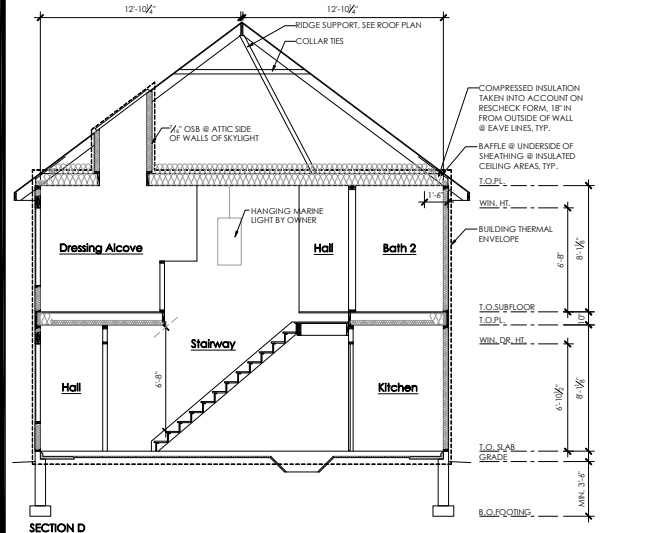 12'-10¼" 12'-10¼"
RIDGE SUPPORT, SEE ROOF PLAN
COLLAR TIES
COMPRESSED INSULATION
TAKEN INTO ACCOUNT ON
RESCHECK FORM, 18" IN
FROM OUTSIDE OF WALL
@ EAVE LINES, TYP.
OSB @ ATTIC SIDE
OF WALLS OF SKYLIGHT
BAFFLE @ UNDERSIDE OF
SHEATHING @ INSULATED
CEILING AREAS, TYP.
T.O.PL.
1'-6"
WIN. HT.
HANGING MARINE
LIGHT BY OWNER
BUILDING THERMAL
ENVELOPE
Dressing Alcove
Hall
Bath 2
6'-8"
8'-1⅛"
T.O.SUBFLOOR
10"
T.O.PL.
WIN. DR. HT.
Stairway
6'-8"
Hall
Kitchen
6'-10½"
8'-1⅛"
T.O. SLAB
GRADE
MIN. 3'-6"
B.O.FOOTING
SECTION D